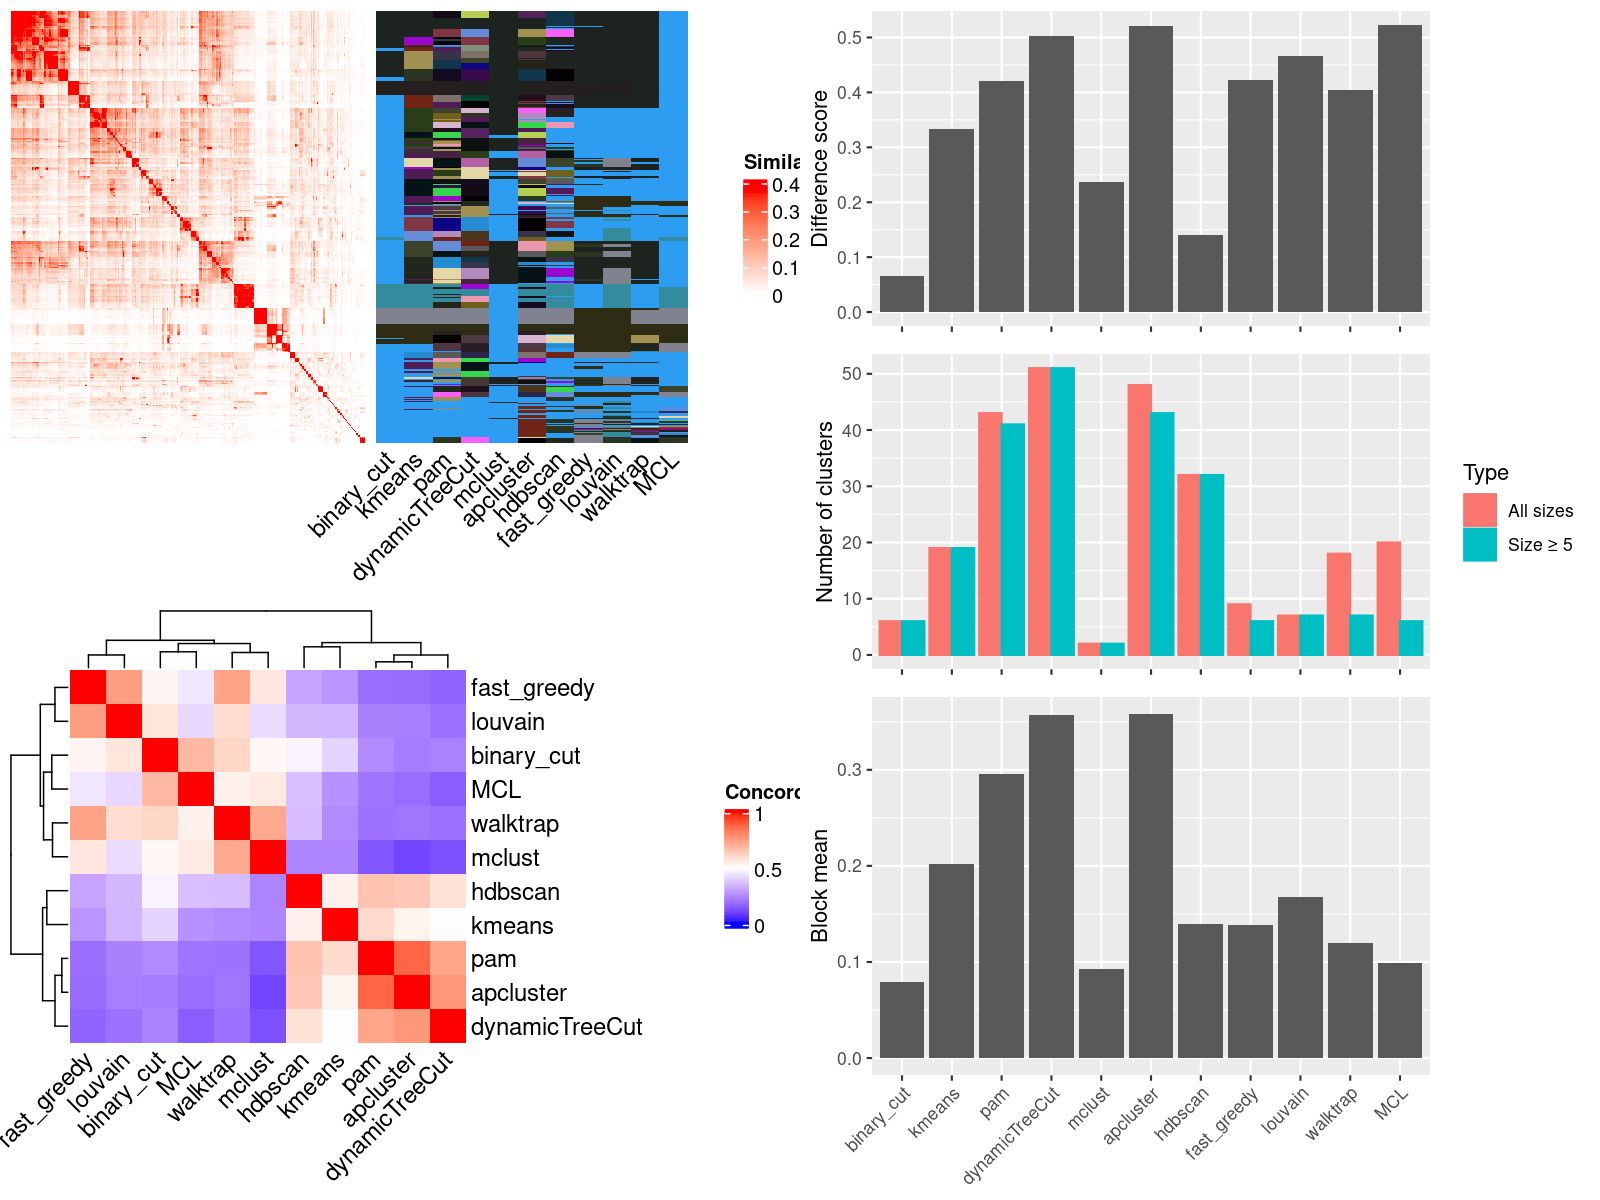 Simila
0.4
0.3
0.2
0.1
0
binary_cut
kmeans
pam
dynamicTreeCut
mclust
apcluster
hdbscan
fast_greedy
louvain
walktrap
MCL
fast_greedy
louvain
binary_cut
MCL
walktrap
mclust
hdbscan
kmeans
pam
apcluster
dynamicTreeCut
fast_greedy
louvain
binary_cut
MCL
walktrap
mclust
hdbscan
kmeans
pam
apcluster
dynamicTreeCut
Concord
1
0.5
0
Difference score
0.5
0.4
0.3
0.2
0.1
0.0
Number of clusters
50
40
30
20
10
0
Type
All sizes
Size ≥ 5
Block mean
0.3
0.2
0.1
0.0
binary_cut
kmeans
pam
dynamicTreeCut
mclust
apcluster
hdbscan
fast_greedy
louvain
walktrap
MCL